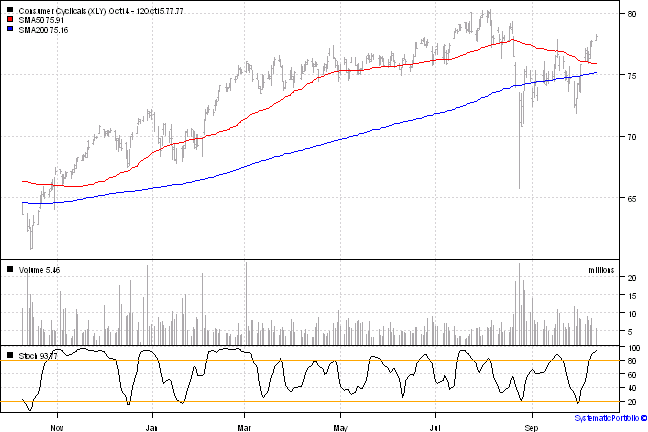 Consumer Cyclicals (XLY) Oct14 - 12Oct15 77.77
SMA50 75.91
SMA200 75.16
80
75
70
65
Volume 5.46
millions
20
15
10
5
Stoch 93.77
100
80
60
40
20
Nov Jan Mar May Jul Sep
SystematicPortfolio ©